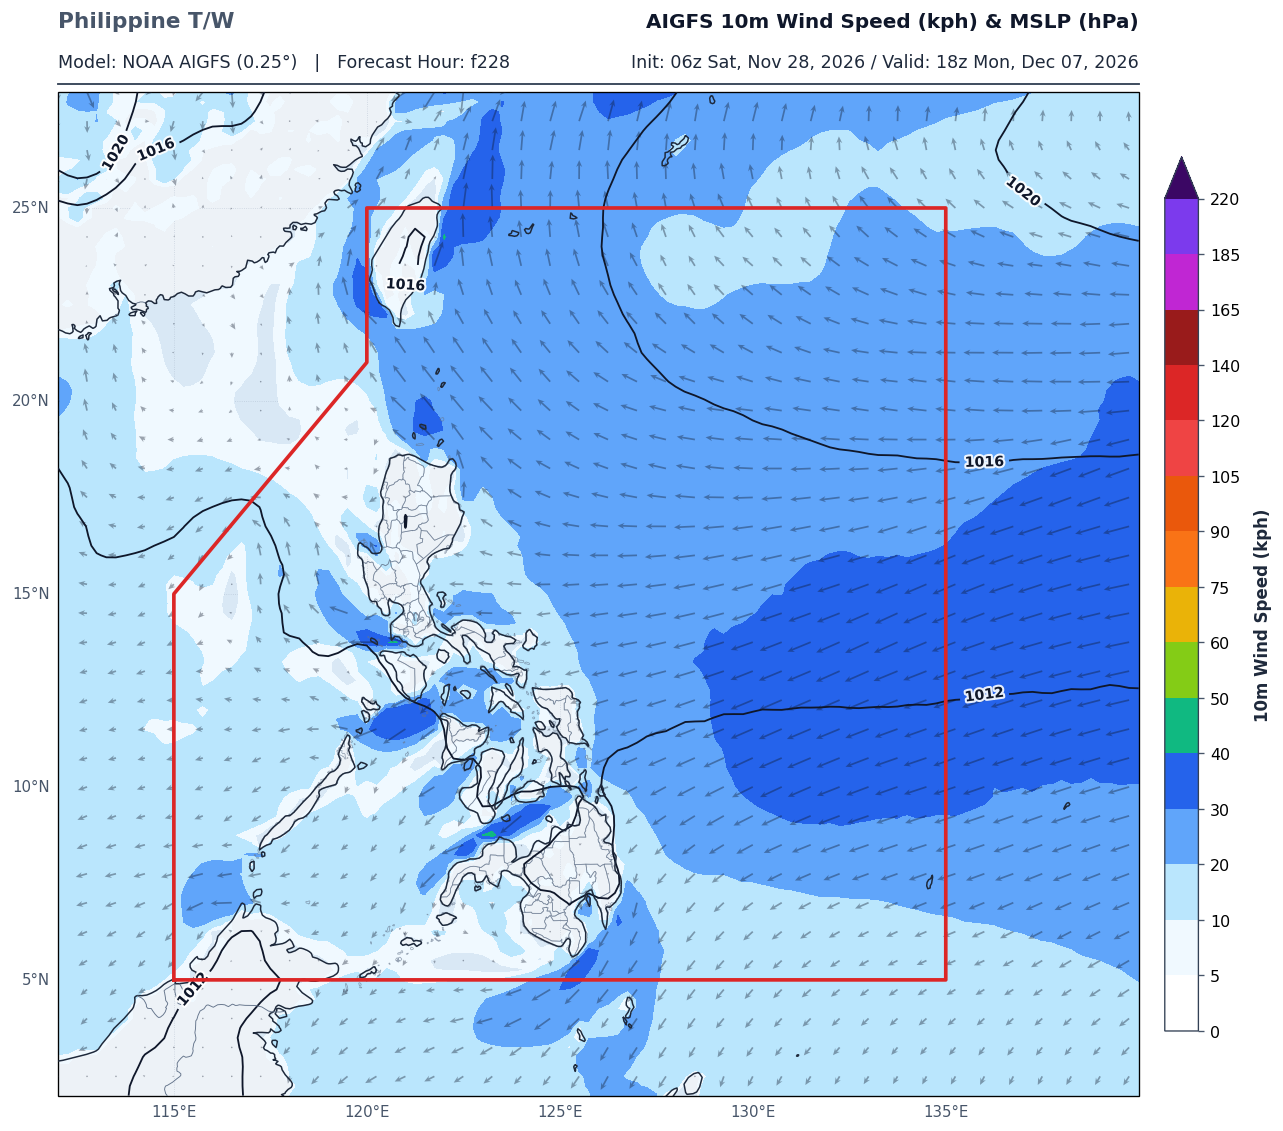 Philippine T/W
AIGFS 10m Wind Speed (kph) & MSLP (hPa)
Model: NOAA AIGFS (0.25°)   |   Forecast Hour: f228
Init: 06z Sat, Nov 28, 2026 / Valid: 18z Mon, Dec 07, 2026
1020
1016
1020
1016
1016
1012
1012
25°N
20°N
15°N
10°N
5°N
115°E
120°E
125°E
130°E
135°E
220
185
165
140
120
105
90
75
60
50
40
30
20
10
5
0
10m Wind Speed (kph)